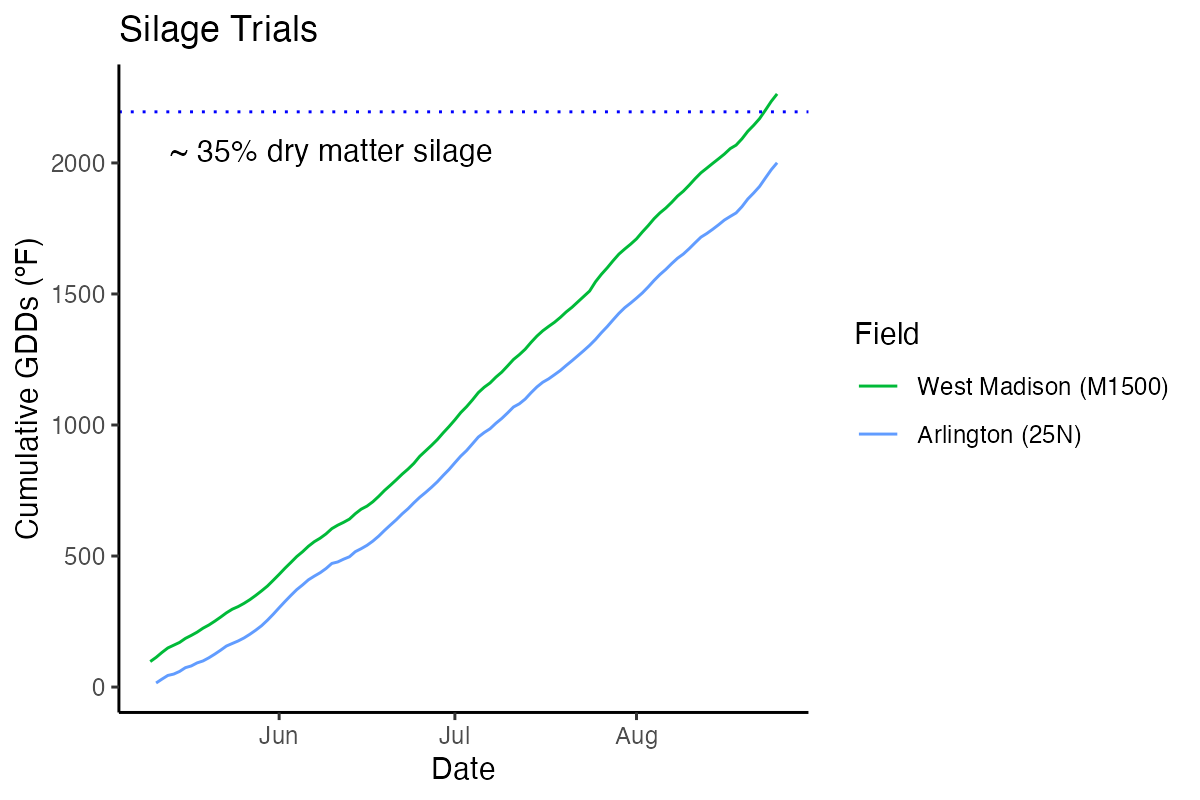 Silage Trials
~ 35% dry matter silage
2000
1500
1000
500
0
Cumulative GDDs (°F)
Jun Jul Aug
Date
Field
West Madison (M1500)
Arlington (25N)